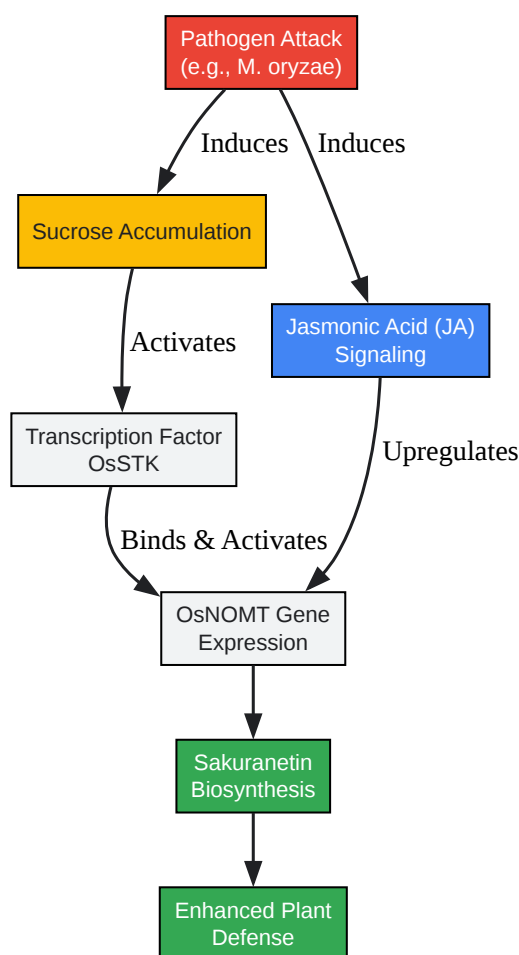 Pathogen Attack
(e.g., M. oryzae)
Induces
Induces
Sucrose Accumulation
Jasmonic Acid (JA)
Signaling
Activates
Transcription Factor
OsSTK
Upregulates
Binds & Activates
OsNOMT Gene
Expression
Sakuranetin
Biosynthesis
Enhanced Plant
Defense